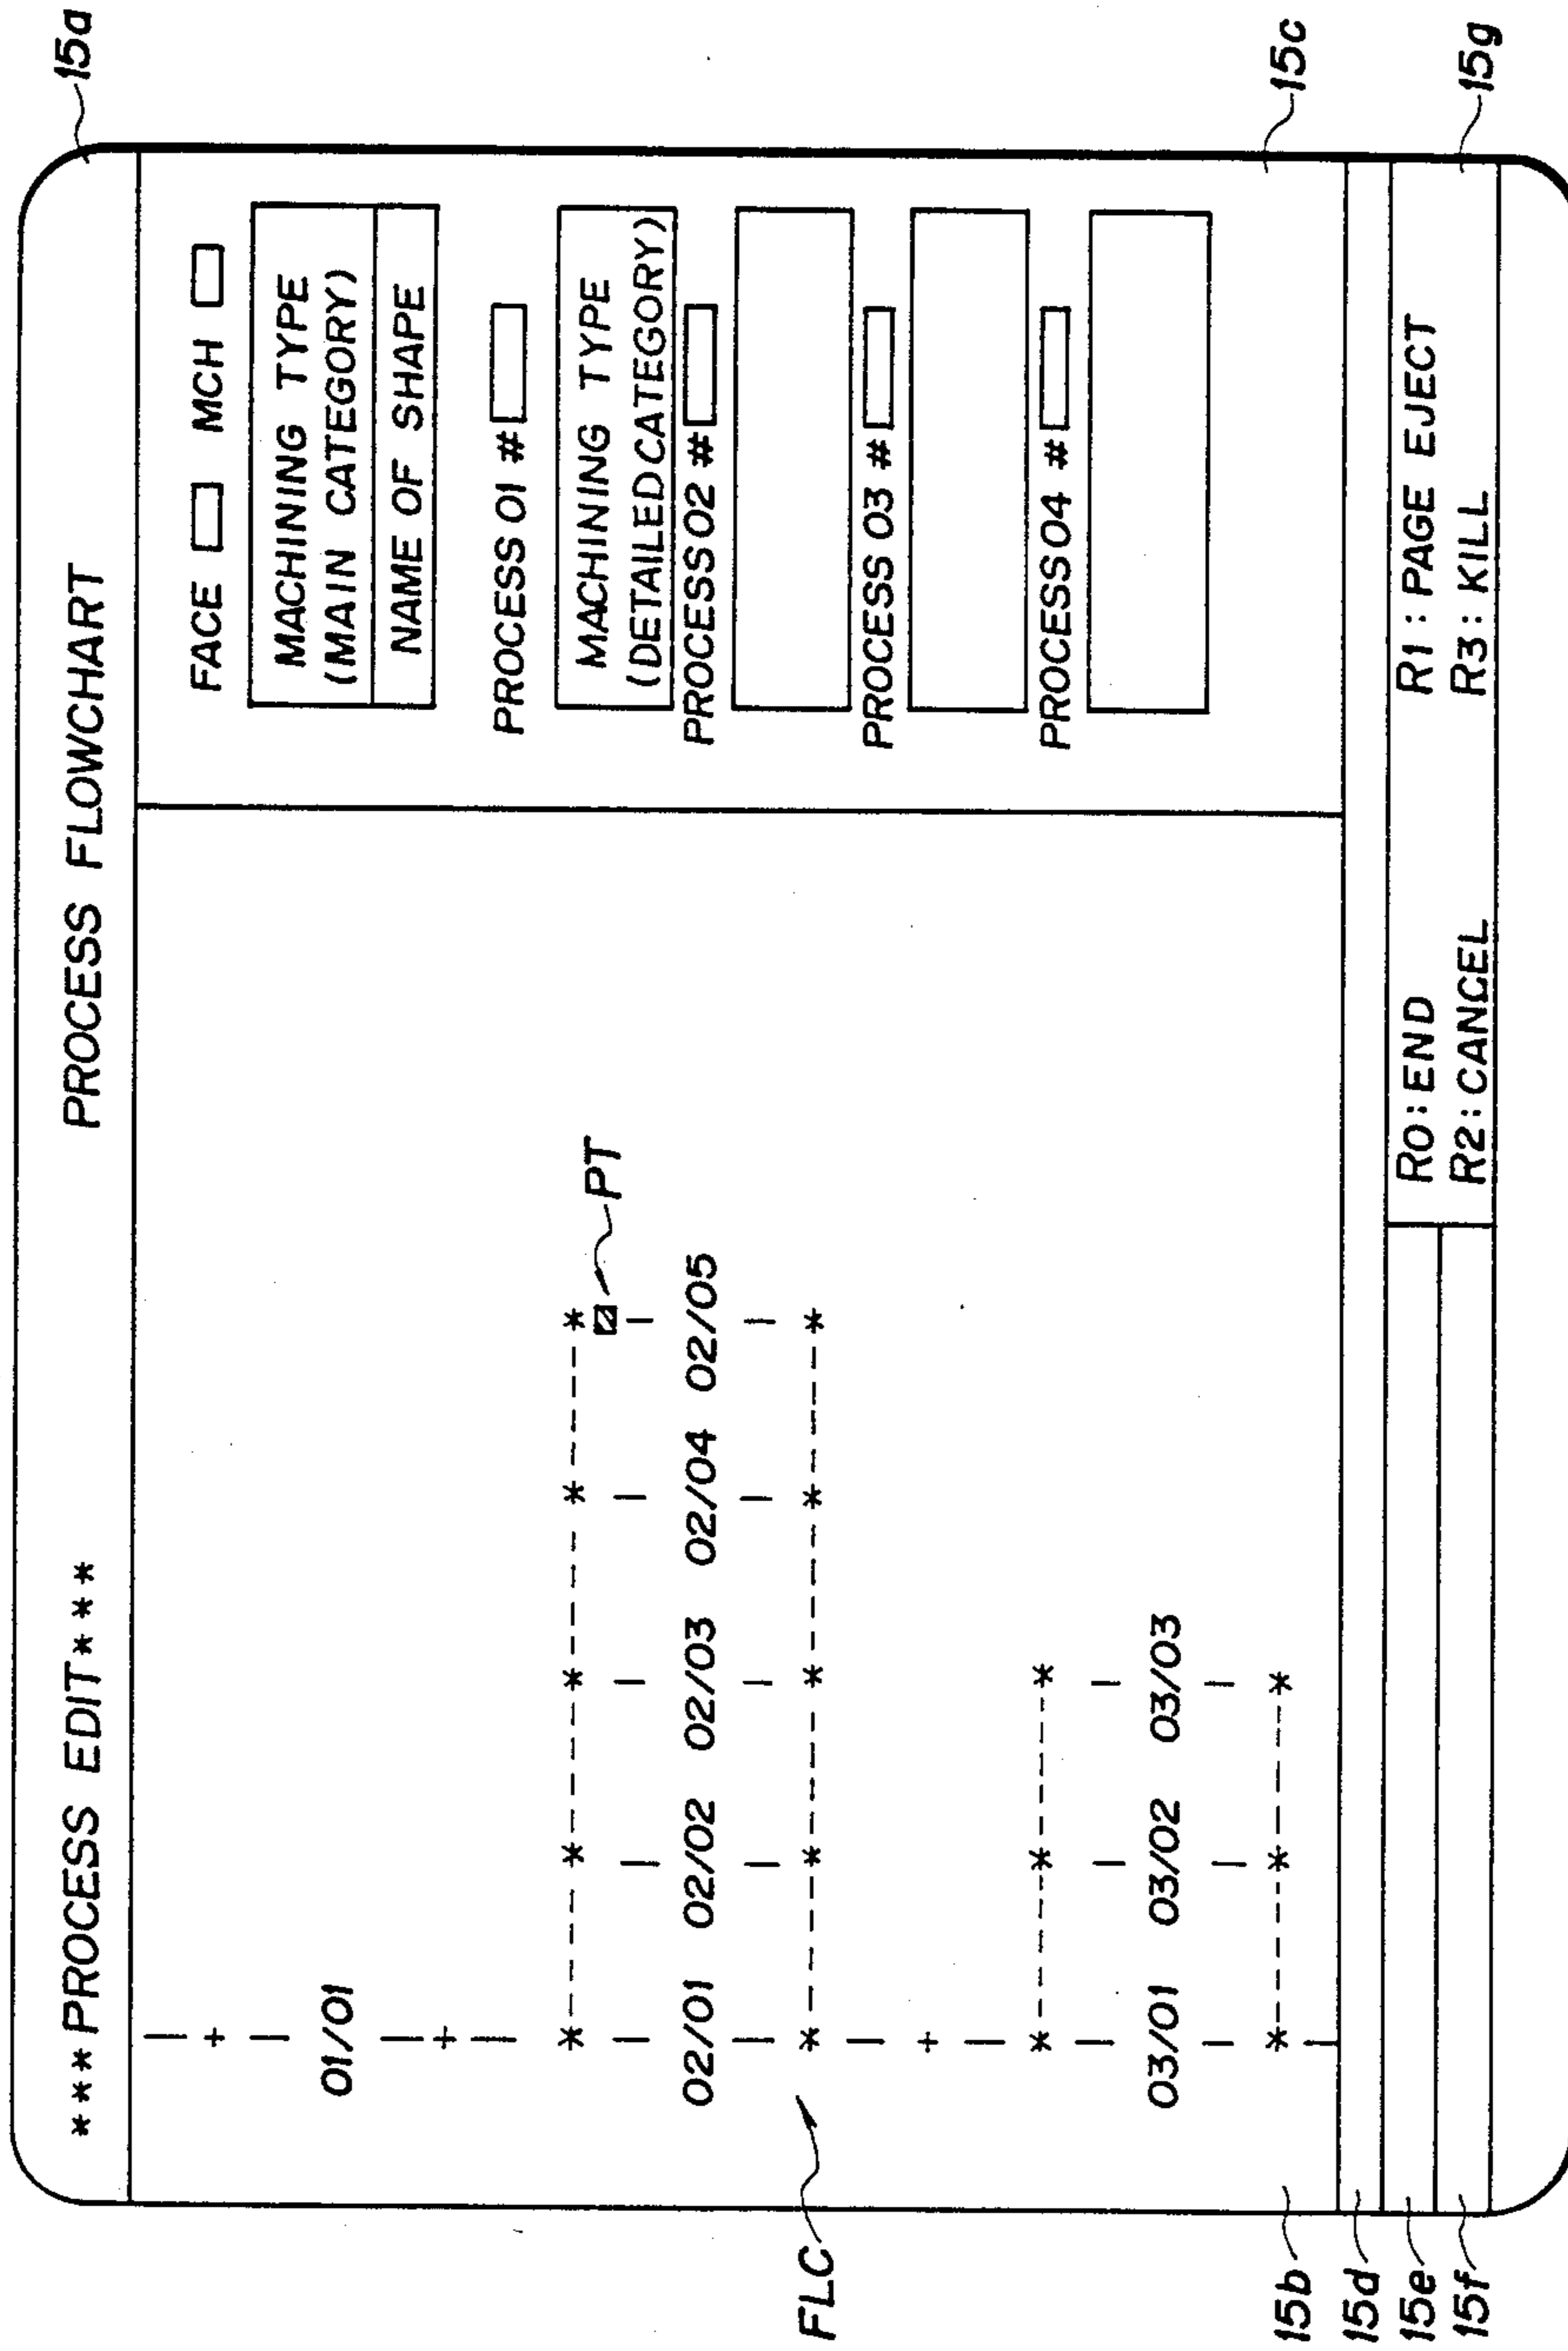 ***PROCESS EDIT*** PROCESS FLOWCHART
15a
FACE MCH
MACHINING TYPE
(MAIN CATEGORY)
NAME OF SHAPE
PROCESS 01 #
MACHINING TYPE
(DETAILED CATEGORY)
PROCESS 02 #
PROCESS 03 #
PROCESS 04 #
01/01
PT
02/01 02/02 02/03 02/04 02/05
FLC
03/01 03/02 03/03
15b
15c
15d
15e
R0:END R1:PAGE EJECT
15f
R2:CANCEL R3:KILL
15g